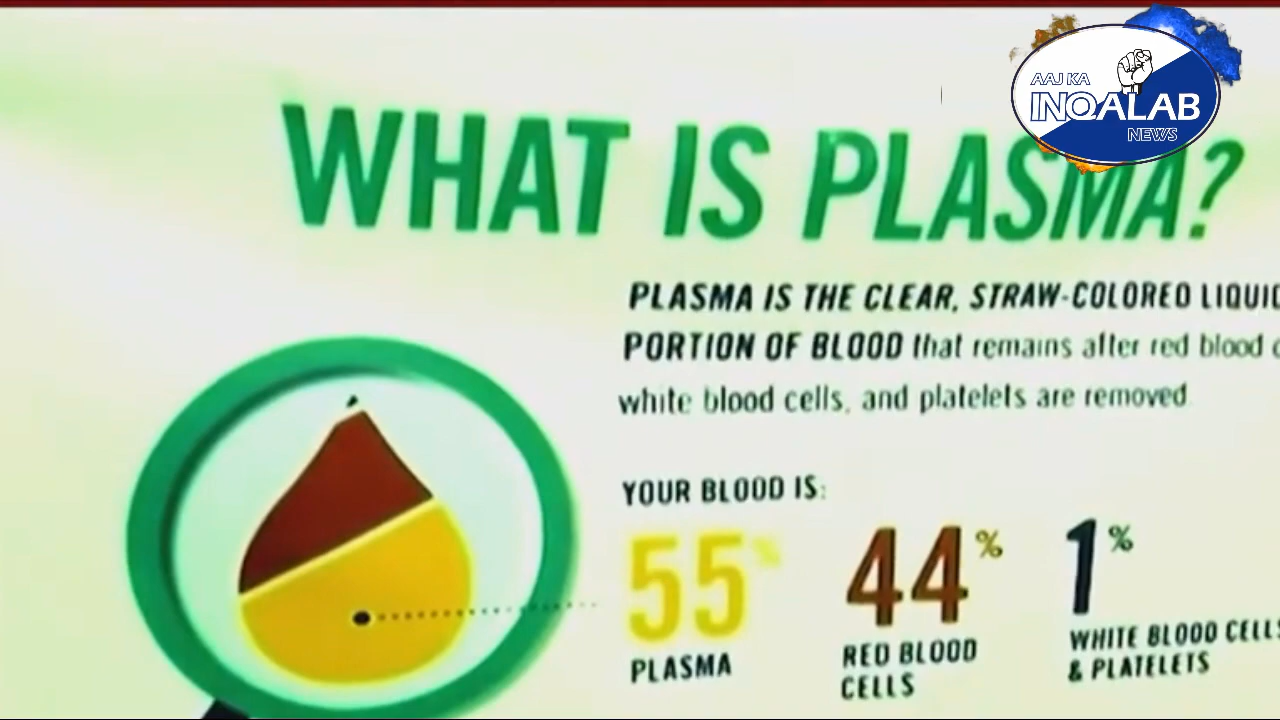 AAJ KA
INQALAB
NEWS
WHAT IS PLASMA?
PLASMA IS THE CLEAR, STRAW-COLORED LIQUI
PORTION OF BLOOD that remains after red blood
white blood cells, and platelets are removed
YOUR BLOOD IS:
55% 44% 1%
PLASMA RED BLOOD CELLS WHITE BLOOD CELLS & PLATELETS